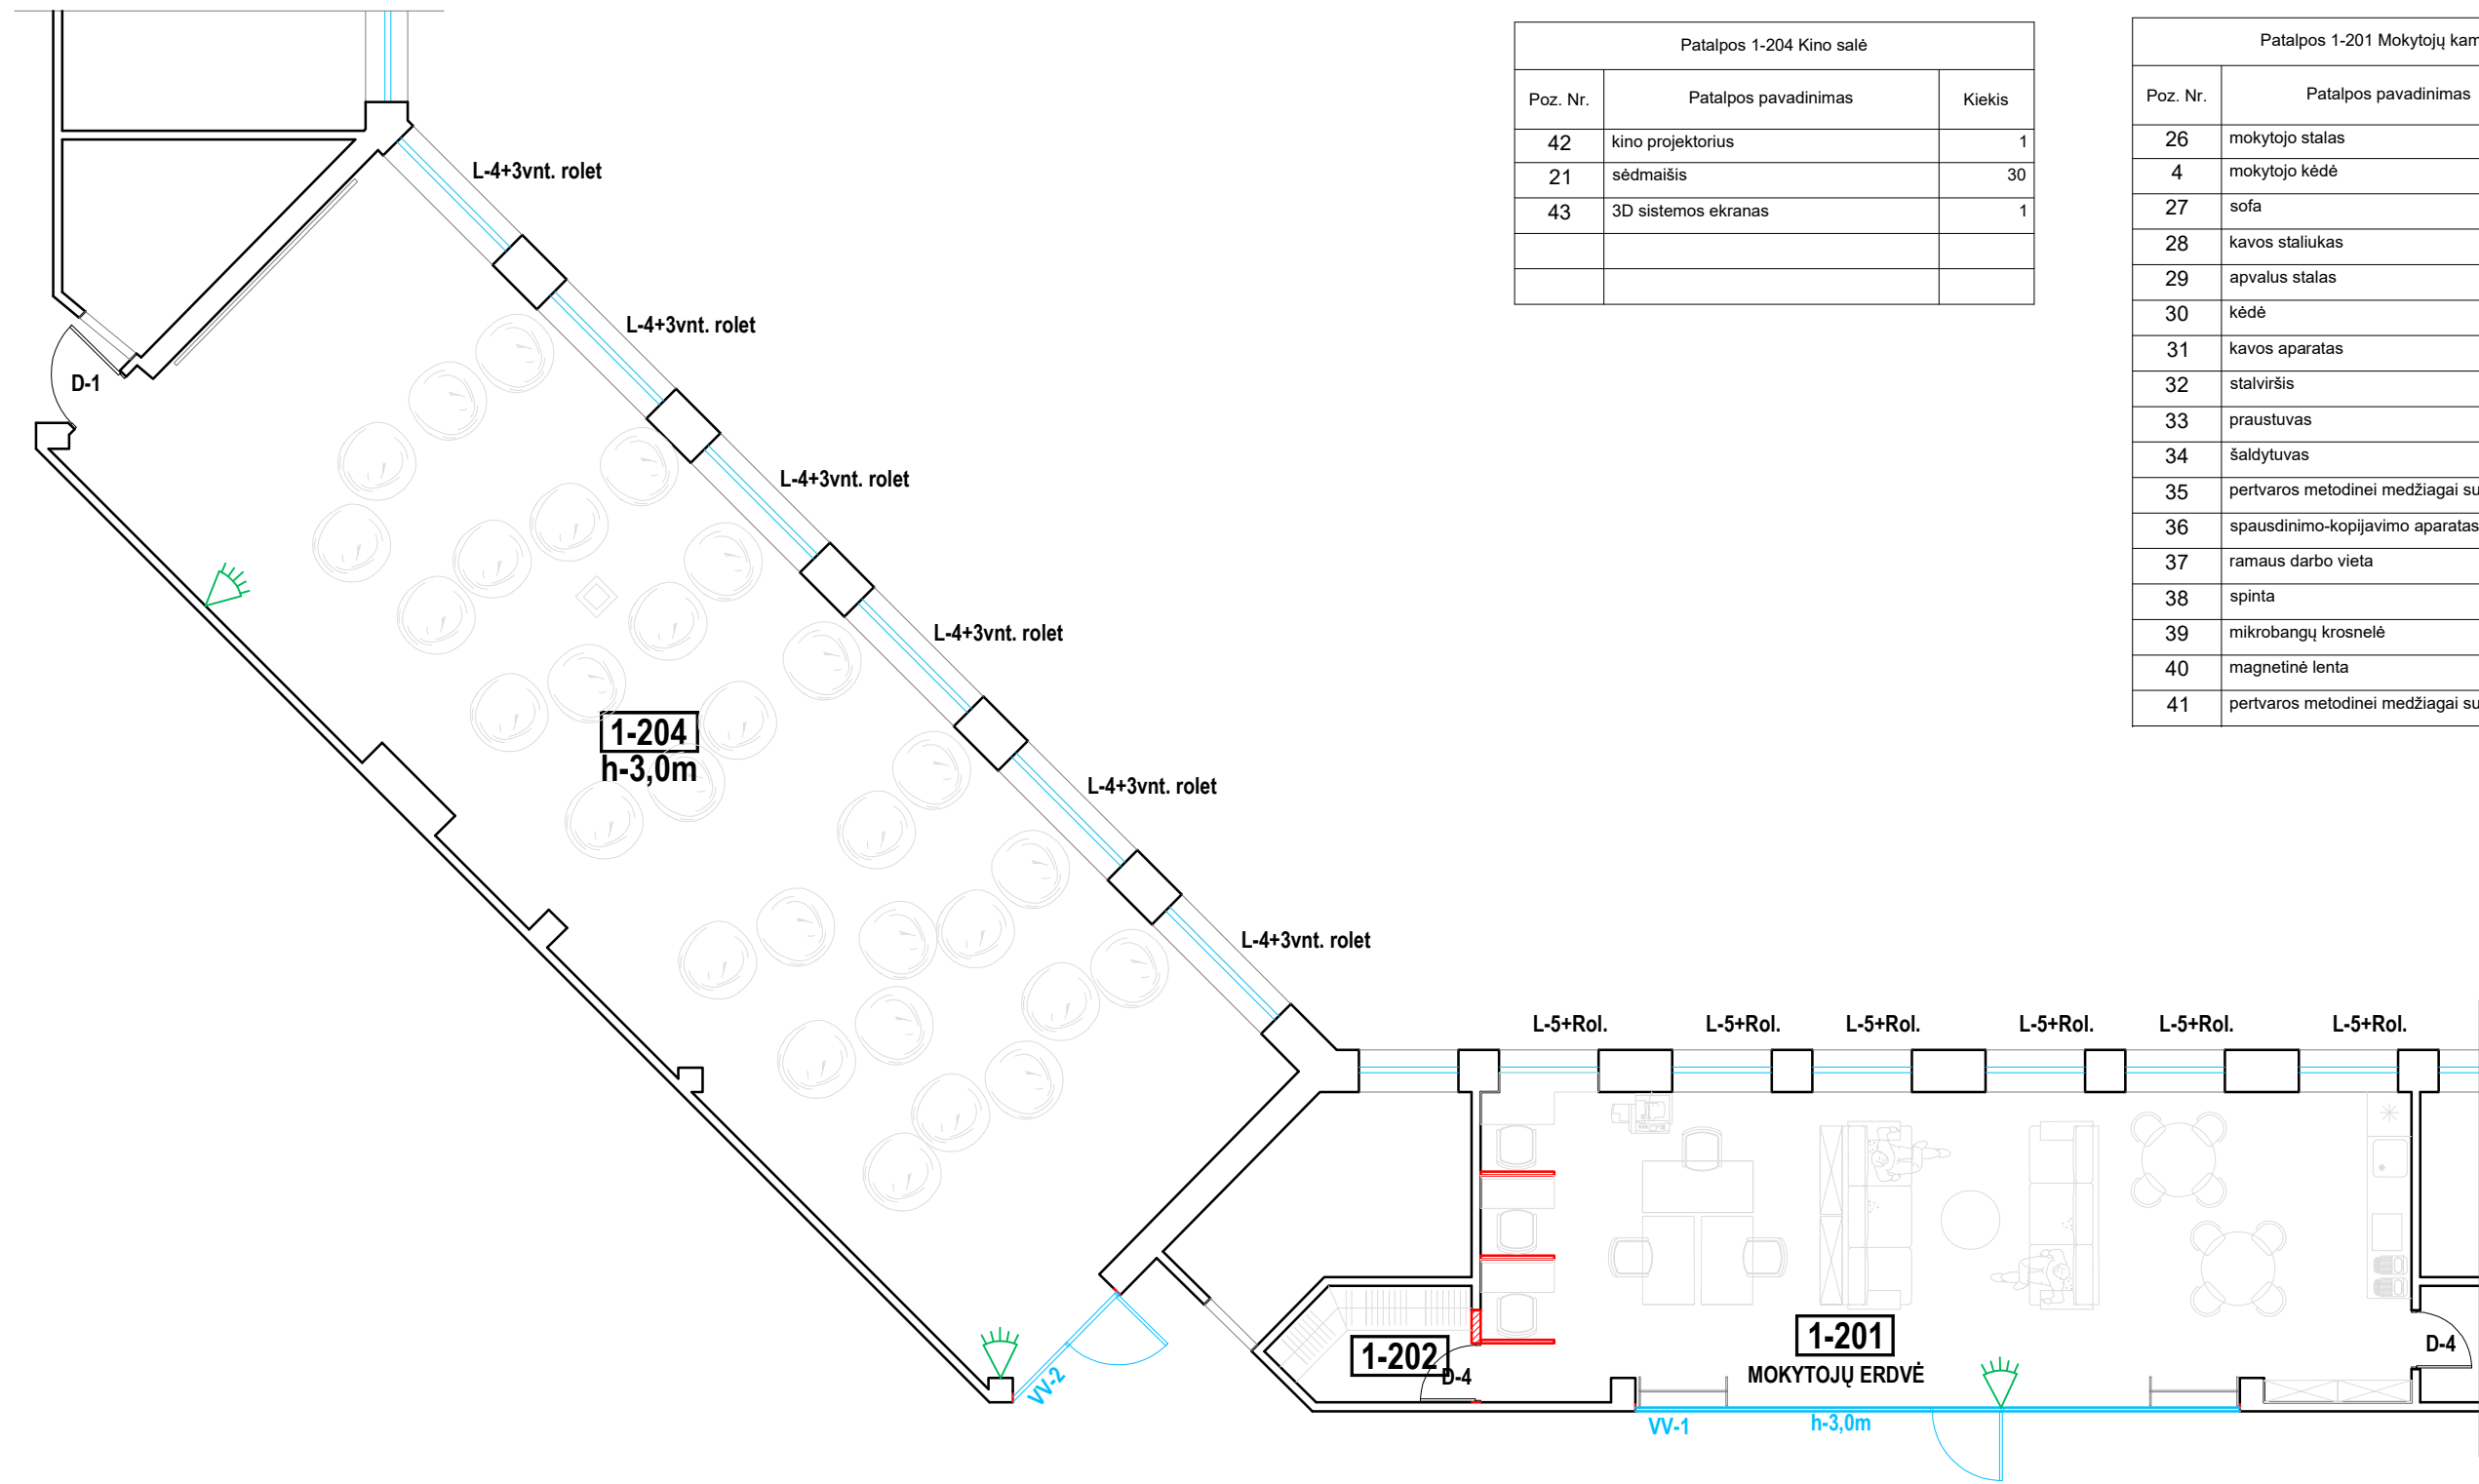 Patalpos 1-204 Kino salė
Poz. Nr. Patalpos pavadinimas Kiekis
42 kino projektorius 1
21 sėdmaišis 30
43 3D sistemos ekranas 1
Patalpos 1-201 Mokytojų kam
Poz. Nr. Patalpos pavadinimas
26 mokytojo stalas
4 mokytojo kėdė
27 sofa
28 kavos staliukas
29 apvalus stalas
30 kėdė
31 kavos aparatas
32 stalviršis
33 praustuvas
34 šaldytuvas
35 pertvaros metodinei medžiagai su
36 spausdinimo-kopijavimo aparatas
37 ramaus darbo vieta
38 spinta
39 mikrobangų krosnelė
40 magnetinė lenta
41 pertvaros metodinei medžiagai su
L-4+3vnt. rolet
L-4+3vnt. rolet
D-1
L-4+3vnt. rolet
L-4+3vnt. rolet
1-204
h-3,0m
L-4+3vnt. rolet
L-4+3vnt. rolet
L-5+Rol. L-5+Rol. L-5+Rol. L-5+Rol. L-5+Rol. L-5+Rol.
1-202
D-4
1-201
MOKYTOJŲ ERDVĖ
D-4
VV-2
VV-1
h-3,0m